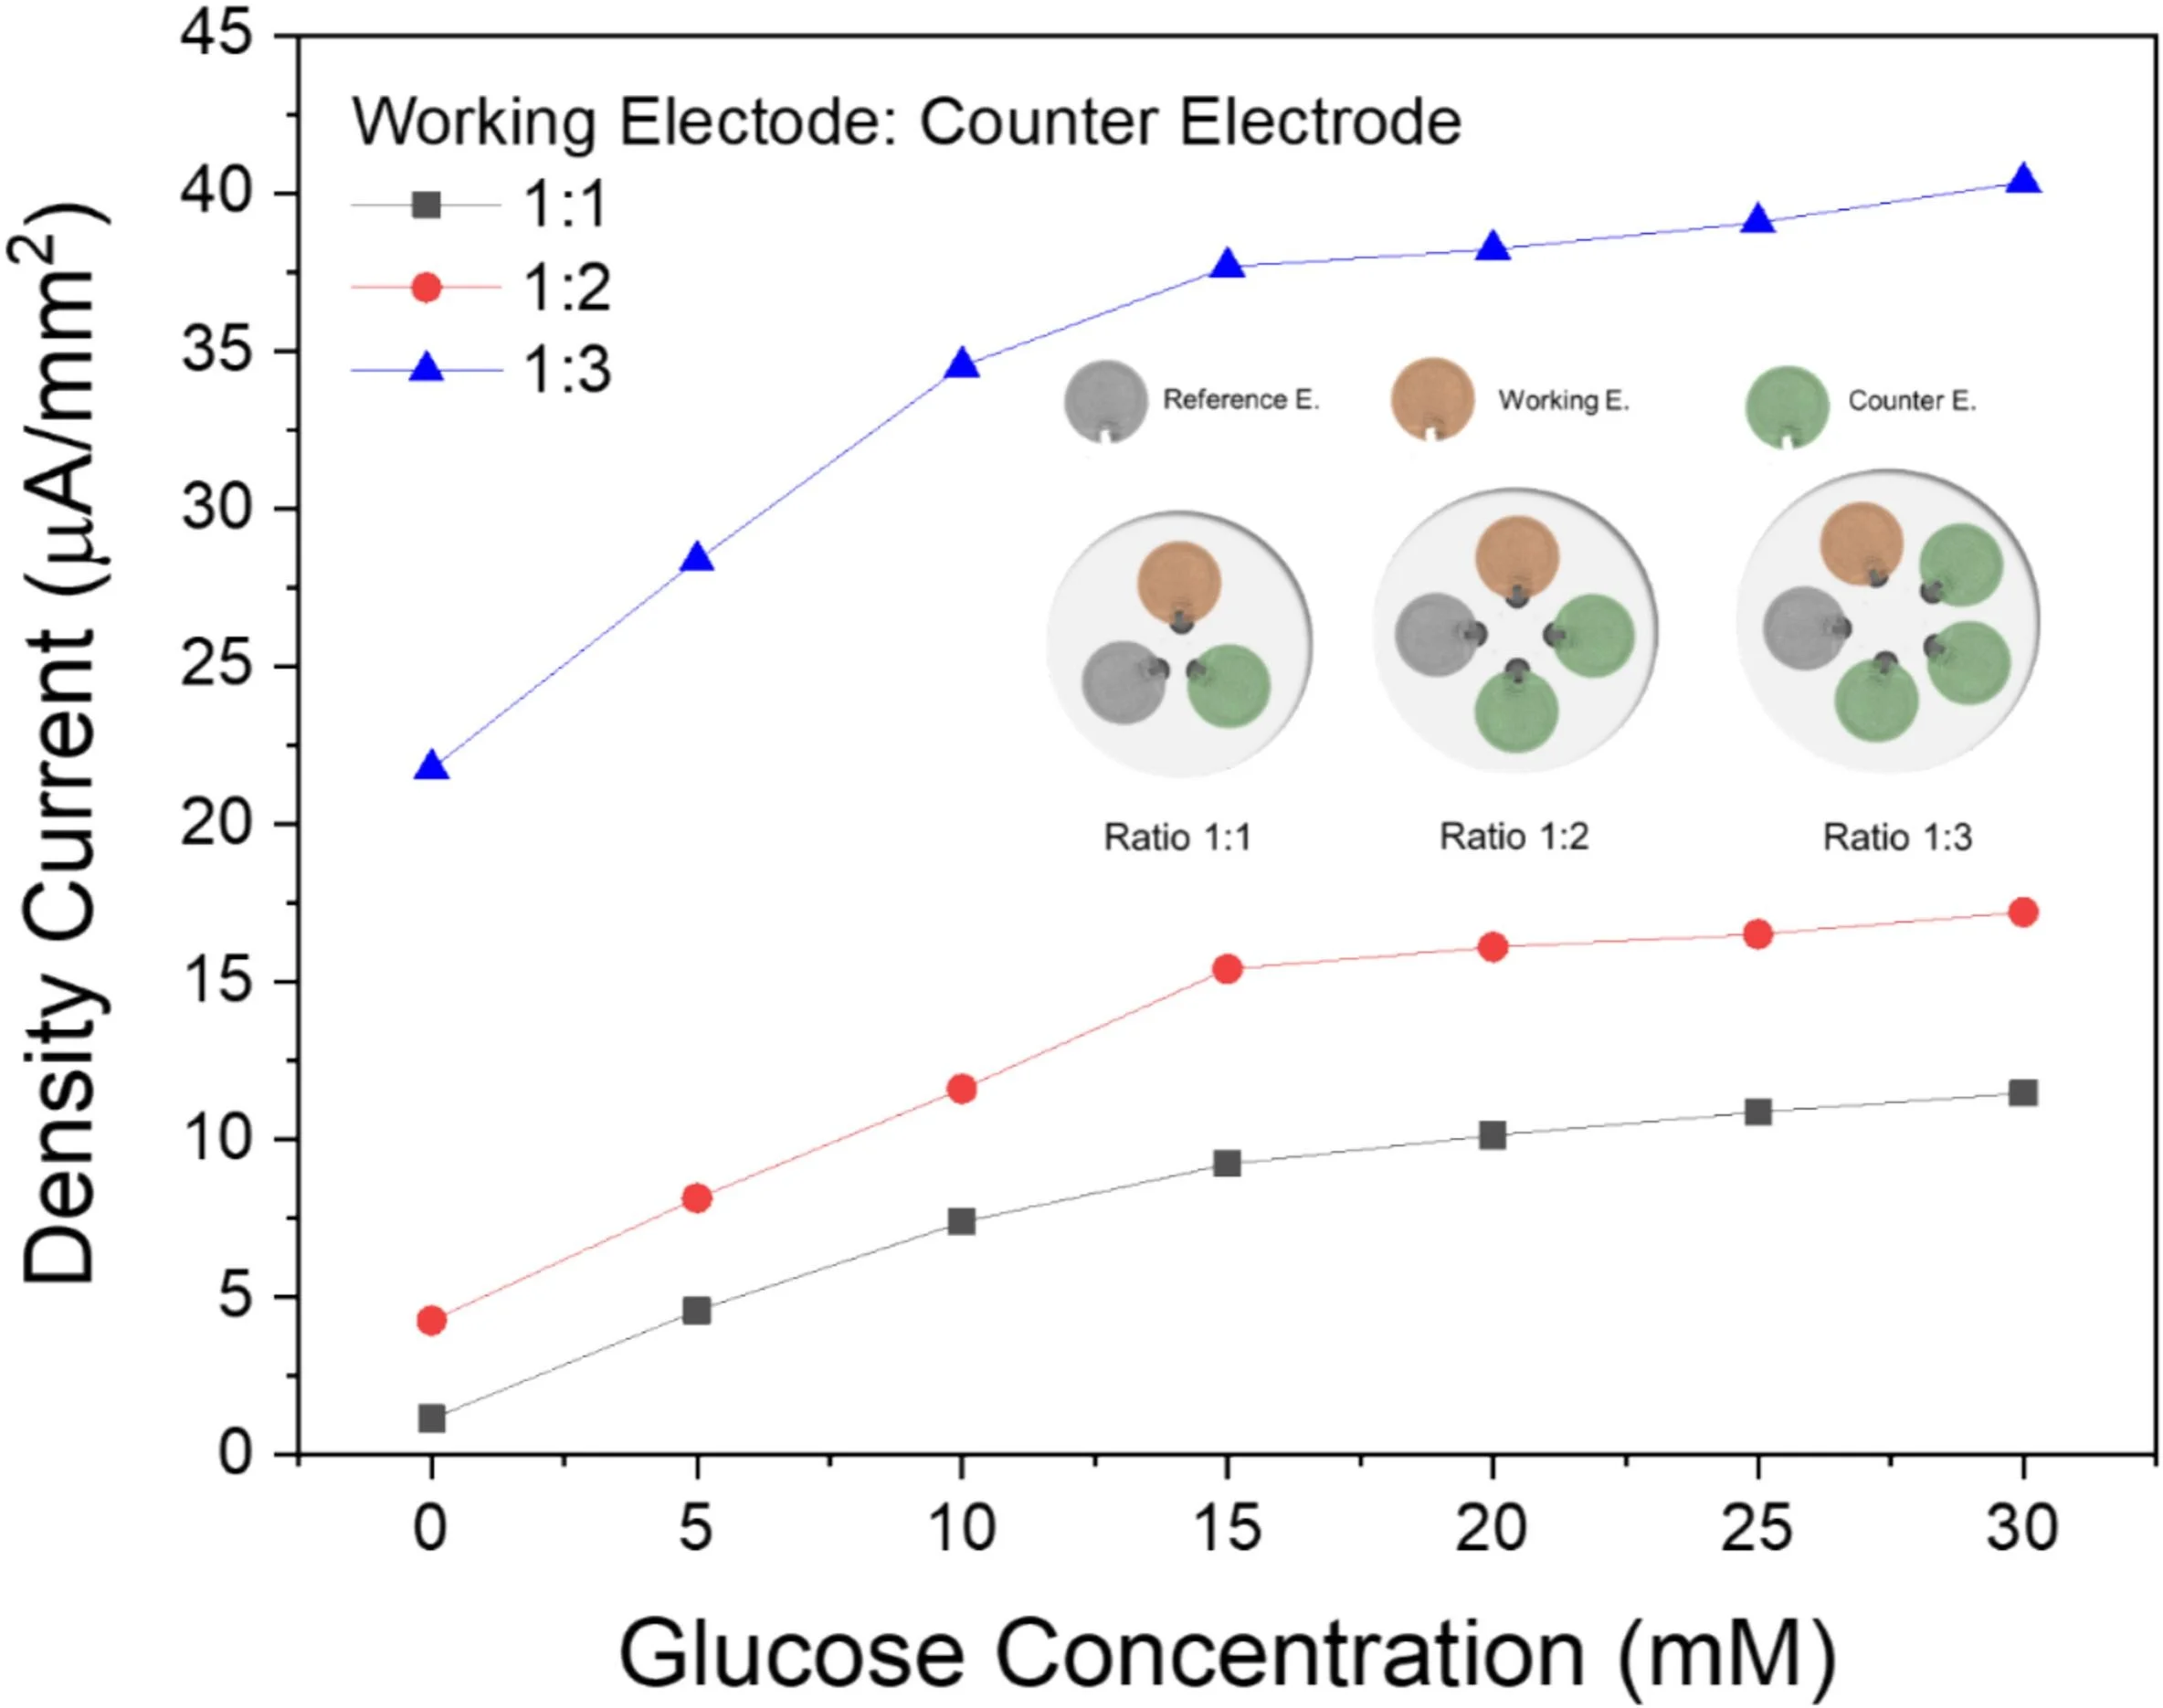 45
40
35
30
25
20
15
10
5
0
Density Current (μA/mm²)
Working Electode: Counter Electrode
1:1
1:2
1:3
Reference E. Working E. Counter E.
Ratio 1:1 Ratio 1:2 Ratio 1:3
0 5 10 15 20 25 30
Glucose Concentration (mM)